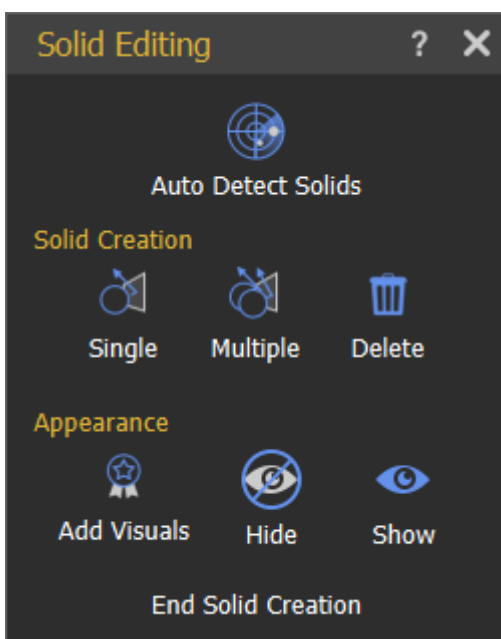 Solid Editing ?
Auto Detect Solids
Solid Creation
Single Multiple Delete
Appearance
Add Visuals Hide Show
End Solid Creation